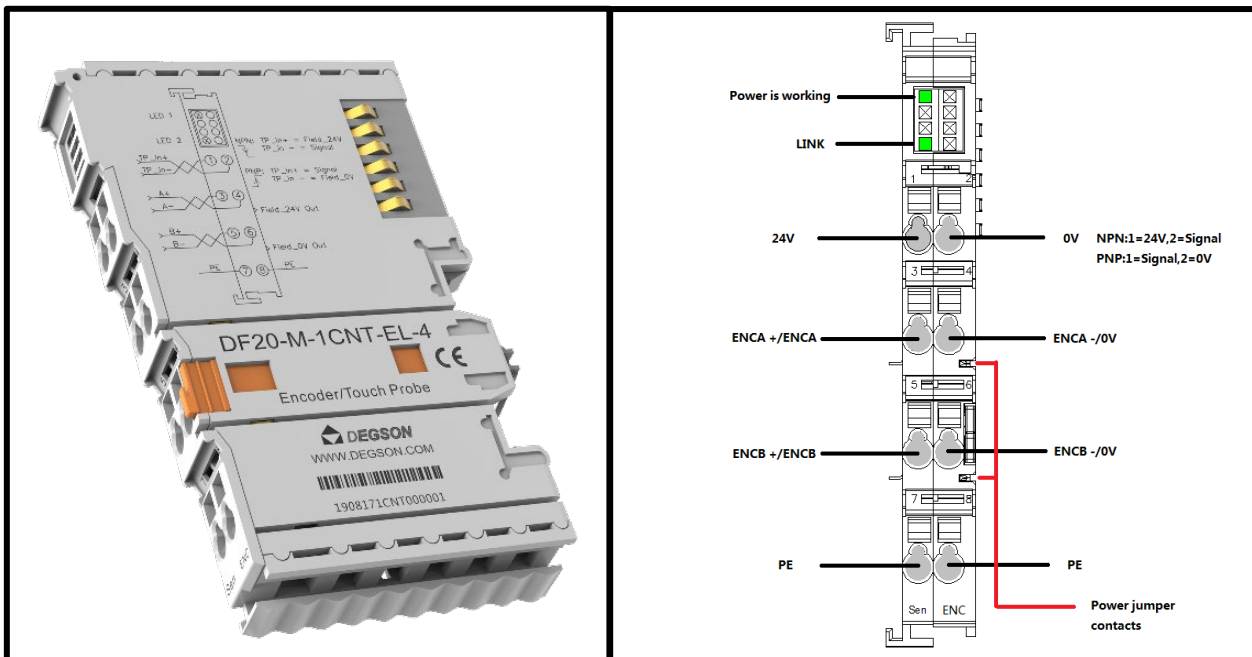 LED 1
LED 2
TP_In+
TP_In-
1 2
NPN: TP_In+ = Field_24V
TP_In - = Signal
PNP: TP_In+ = Signal
TP_In - = Field_0V
A+
A-
3 4
Field_24V Out
B+
B-
5 6
Field_0V Out
PE 7 8 PE
DF20-M-1CNT-EL-4
CE
Encoder/Touch Probe
DEGSON
WWW.DEGSON.COM
1908171CNT000001
Sen ENC
Power is working
LINK
1 2
24V
0V NPN:1=24V,2=Signal
PNP:1=Signal,2=0V
3 4
ENCA +/ENCA
ENCA -/0V
5 6
ENCB +/ENCB
ENCB -/0V
7 8
PE
PE
Sen ENC
Power jumper
contacts